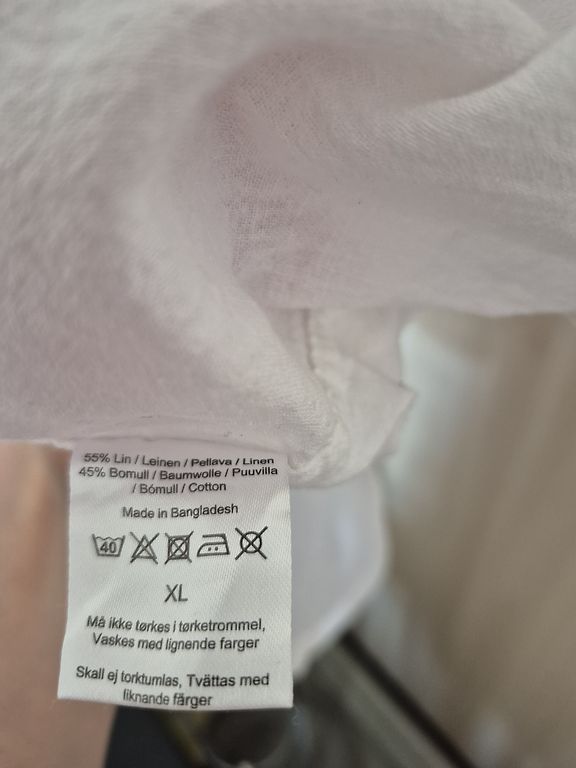 55% Lin / Leinen / Pellava / Linen
45% Bomull / Baumwolle / Puuvilla
/ Bómull / Cotton
Made in Bangladesh
40
XL
Må ikke tørkes i tørketrommel,
Vaskes med lignende farger
Skall ej torktumlas, Tvättas med
liknande färger